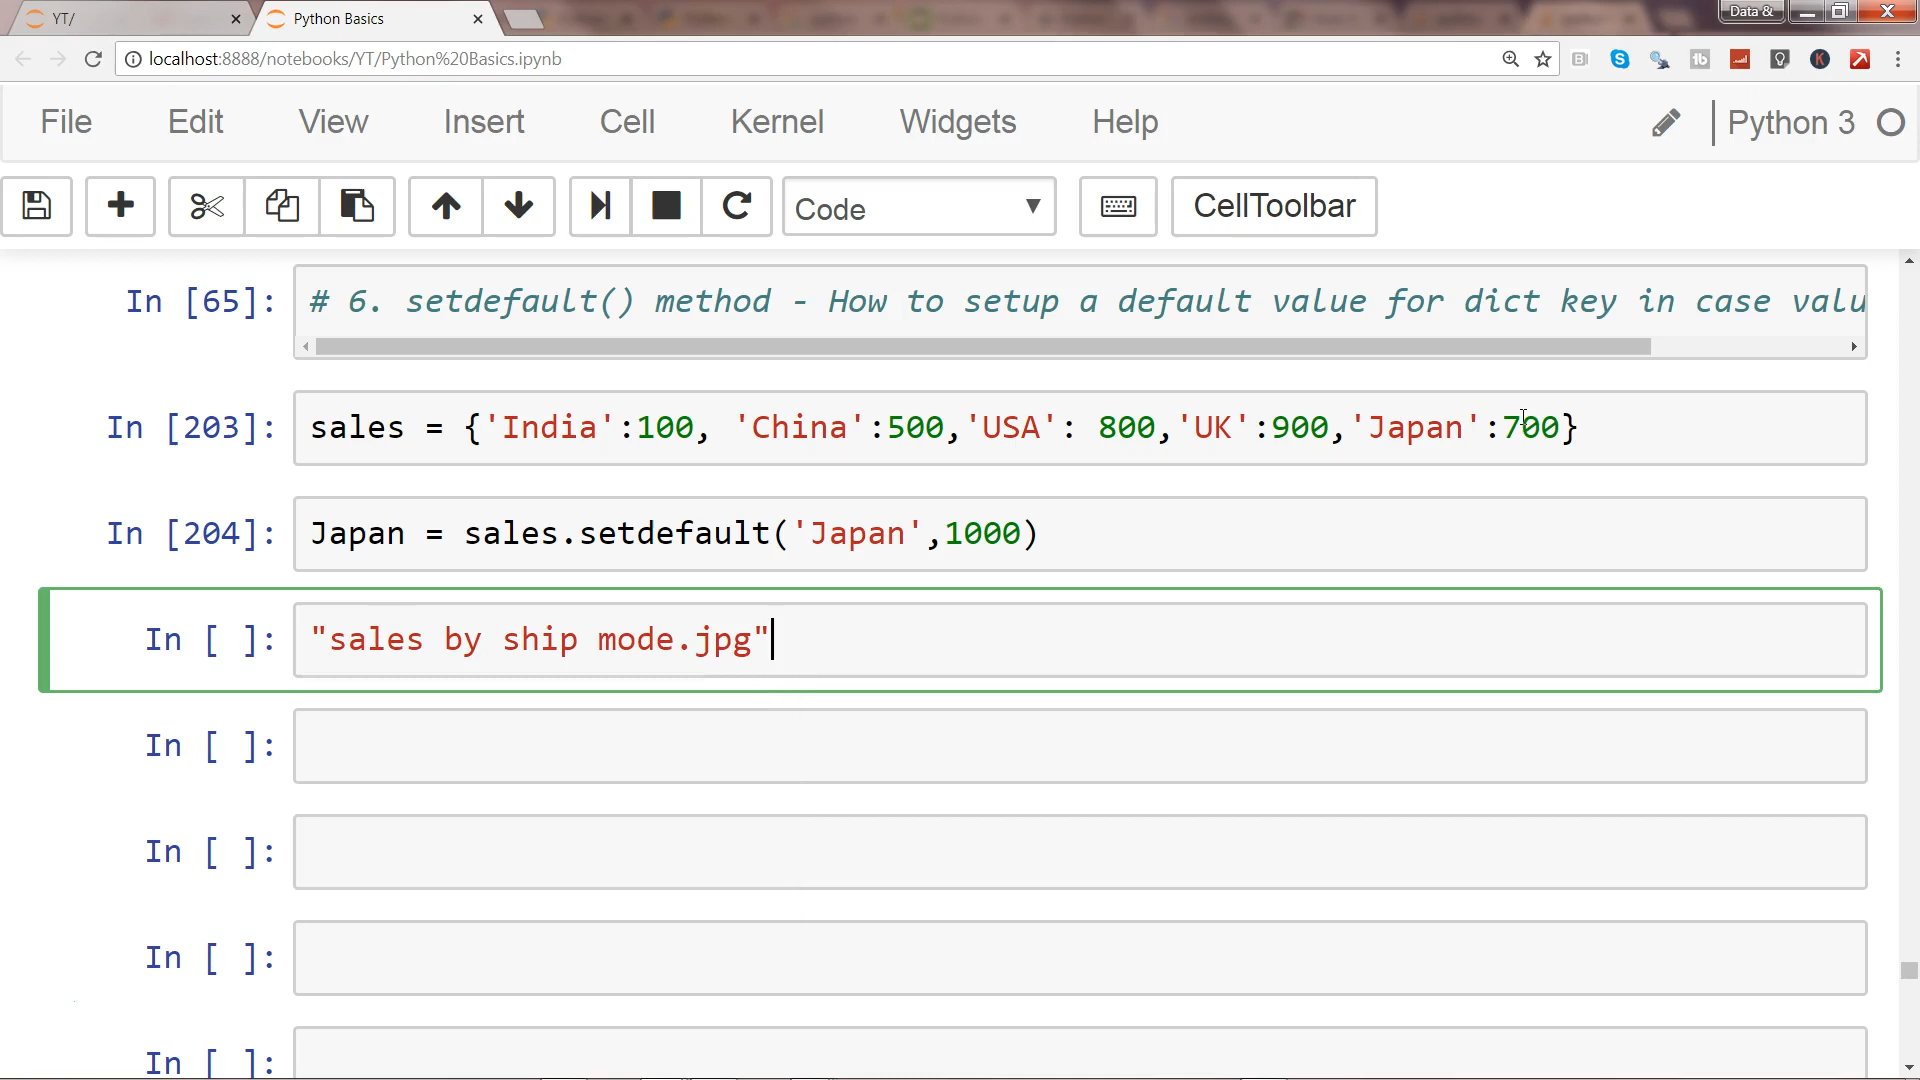 YT/
Python Basics
Data &
localhost:8888/notebooks/YT/Python%20Basics.ipynb
File Edit View Insert Cell Kernel Widgets Help Python 3
Code CellToolbar
In [65]: # 6. setdefault() method - How to setup a default value for dict key in case valu
In [203]: sales = {'India':100, 'China':500,'USA': 800,'UK':900,'Japan':700}
In [204]: Japan = sales.setdefault('Japan',1000)
In [ ]: "sales by ship mode.jpg"
In [ ]:
In [ ]:
In [ ]:
In [ ]: